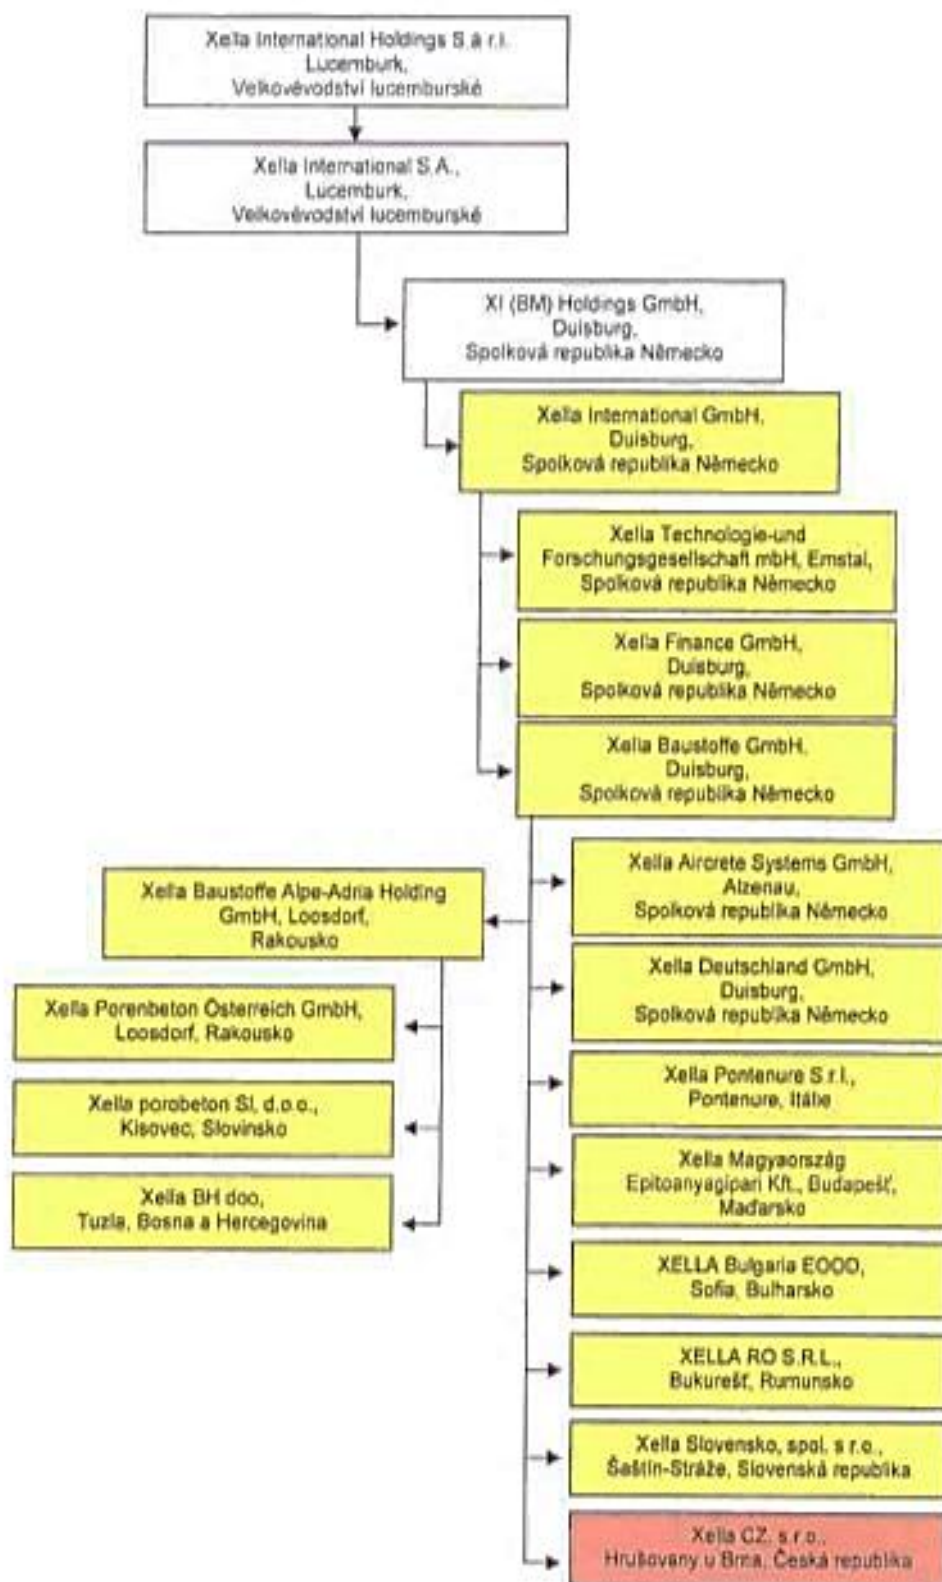 Xella International Holdings S.à r.l.
Lucemburk,
Velkovévodství lucemburské
Xella International S.A.,
Lucemburk,
Velkovévodství lucemburské
XI (BM) Holdings GmbH,
Duisburg,
Spolková republika Německo
Xella International GmbH,
Duisburg,
Spolková republika Německo
Xella Technologie-und
Forschungsgesellschaft mbH, Emstal,
Spolková republika Německo
Xella Finance GmbH,
Duisburg,
Spolková republika Německo
Xella Baustoffe GmbH,
Duisburg,
Spolková republika Německo
Xella Baustoffe Alpe-Adria Holding
GmbH, Loosdorf,
Rakousko
Xella Porenbeton Österreich GmbH,
Loosdorf, Rakousko
Xella porobeton SI, d.o.o.,
Kisovec, Slovinsko
Xella BH doo,
Tuzla, Bosna a Hercegovina
Xella Aircrete Systems GmbH,
Alzenau,
Spolková republika Německo
Xella Deutschland GmbH,
Duisburg,
Spolková republika Německo
Xella Pontenure S.r.l.,
Pontenure, Itálie
Xella Magyaország
Epitoanyagipari Kft., Budapešť,
Maďarsko
XELLA Bulgaria EOOD,
Sofia, Bulharsko
XELLA RO S.R.L.,
Bukurešť, Rumunsko
Xella Slovensko, spol. s r.o.,
Šaštín-Stráže, Slovenská republika
Xella CZ, s.r.o.,
Hrušovany u Brna, Česká republika